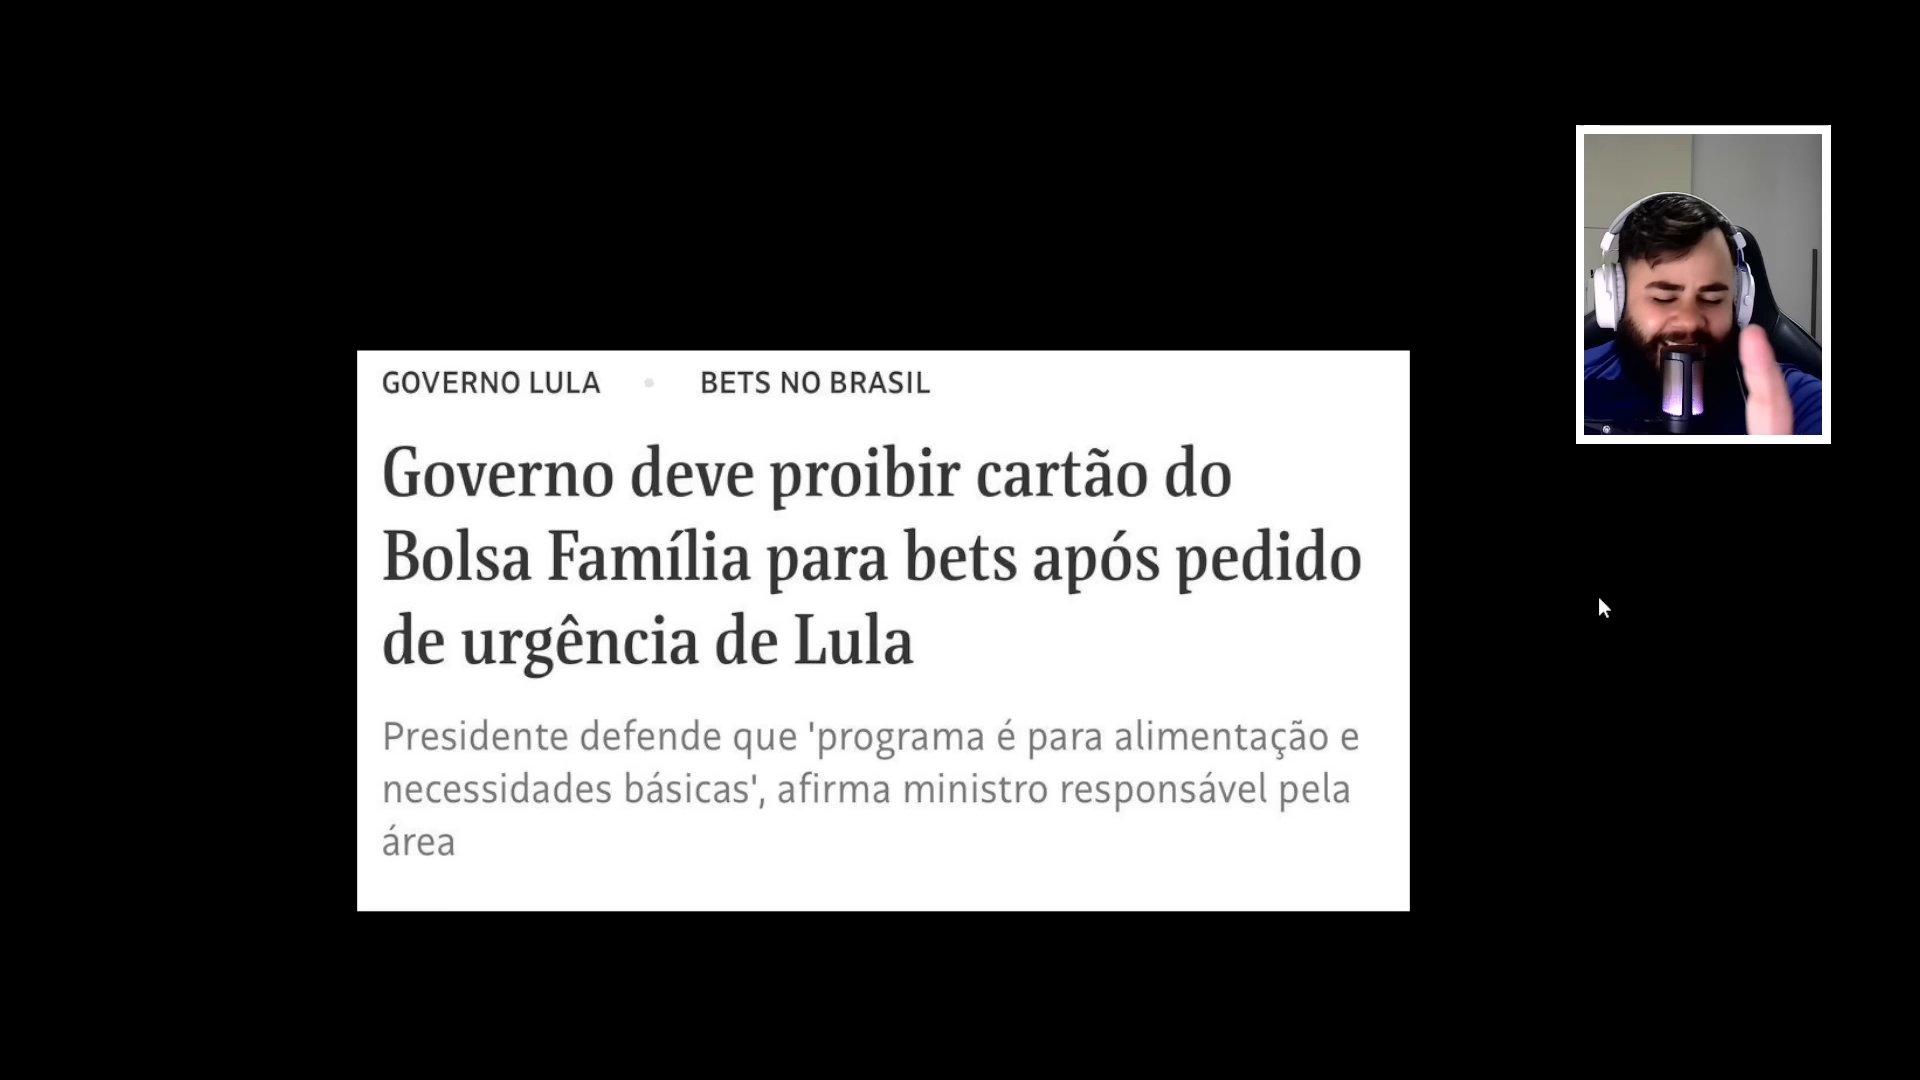 GOVERNO LULA • BETS NO BRASIL
Governo deve proibir cartão do
Bolsa Família para bets após pedido
de urgência de Lula
Presidente defende que 'programa é para alimentação e
necessidades básicas', afirma ministro responsável pela
área